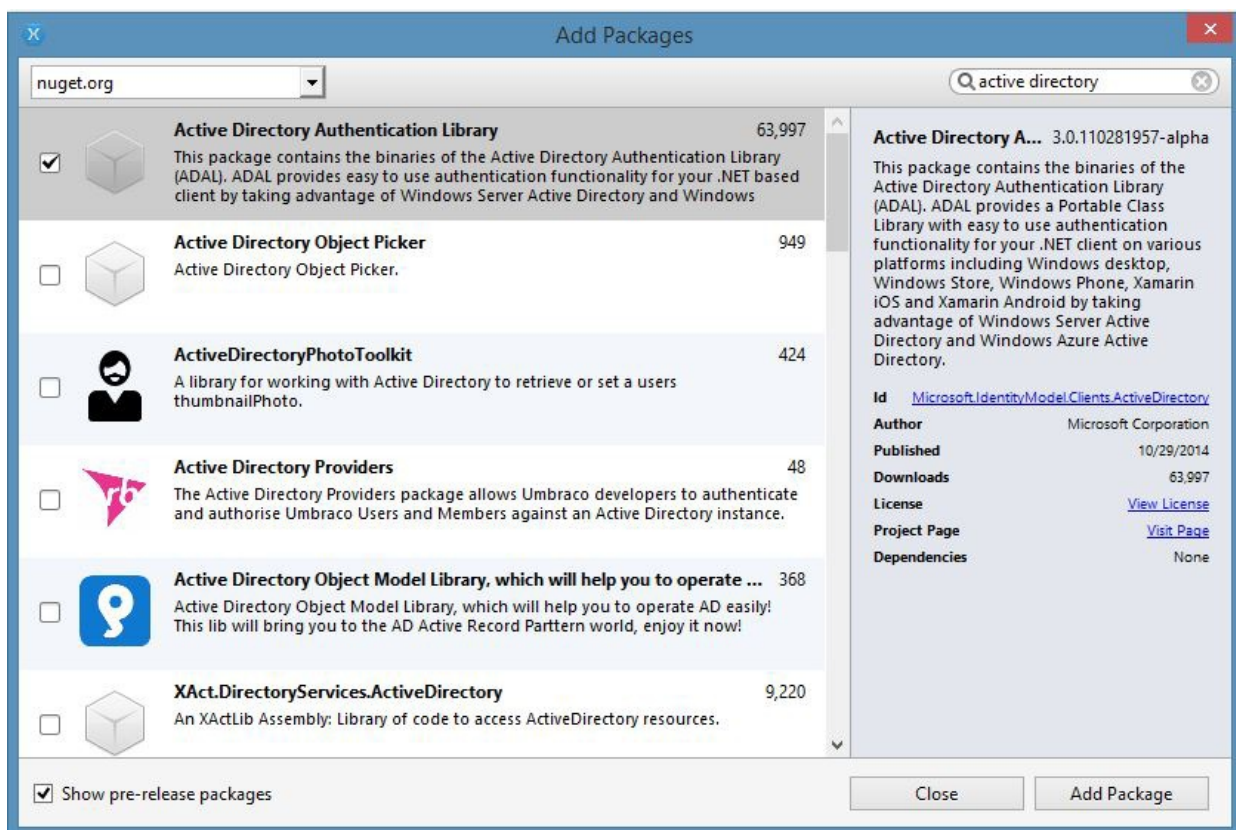 Add Packages
nuget.org
active directory
Active Directory Authentication Library 63,997
This package contains the binaries of the Active Directory Authentication Library
(ADAL). ADAL provides easy to use authentication functionality for your .NET based
client by taking advantage of Windows Server Active Directory and Windows
Active Directory Object Picker 949
Active Directory Object Picker.
ActiveDirectoryPhotoToolkit 424
A library for working with Active Directory to retrieve or set a users
thumbnailPhoto.
rb
Active Directory Providers 48
The Active Directory Providers package allows Umbraco developers to authenticate
and authorise Umbraco Users and Members against an Active Directory instance.
Active Directory Object Model Library, which will help you to operate ... 368
Active Directory Object Model Library, which will help you to operate AD easily!
This lib will bring you to the AD Active Record Parttern world, enjoy it now!
XAct.DirectoryServices.ActiveDirectory 9,220
An XActLib Assembly: Library of code to access ActiveDirectory resources.
Active Directory A... 3.0.110281957-alpha
This package contains the binaries of the
Active Directory Authentication Library
(ADAL). ADAL provides a Portable Class
Library with easy to use authentication
functionality for your .NET client on various
platforms including Windows desktop,
Windows Store, Windows Phone, Xamarin
iOS and Xamarin Android by taking
advantage of Windows Server Active
Directory and Windows Azure Active
Directory.
Id Microsoft.IdentityModel.Clients.ActiveDirectory
Author Microsoft Corporation
Published 10/29/2014
Downloads 63,997
License View License
Project Page Visit Page
Dependencies None
Show pre-release packages
Close
Add Package